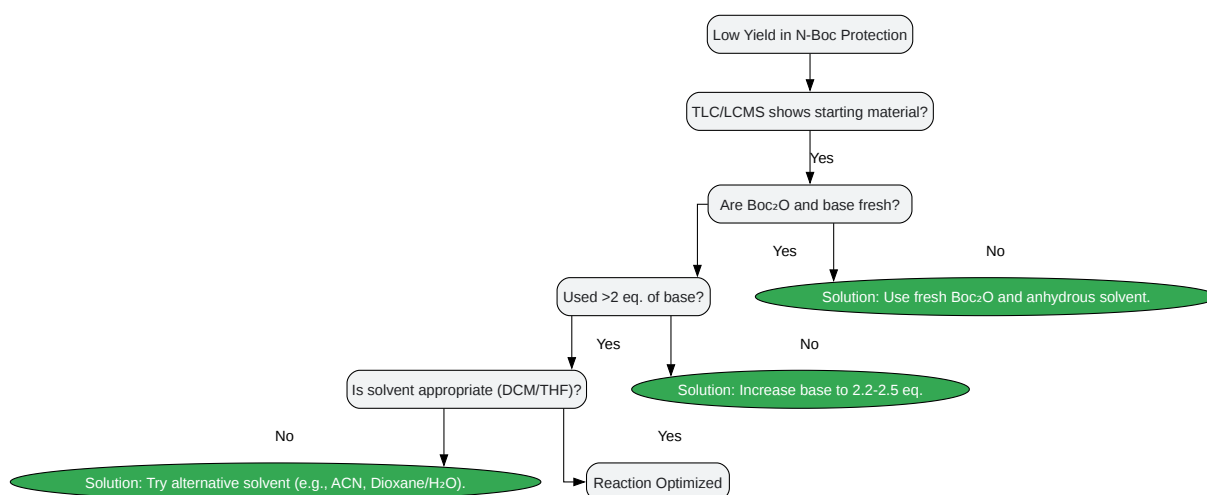 Low Yield in N-Boc Protection
TLC/LCMS shows starting material?
Yes
Are Boc₂O and base fresh?
Yes
No
Used >2 eq. of base?
Solution: Use fresh Boc₂O and anhydrous solvent.
Yes
No
Is solvent appropriate (DCM/THF)?
Solution: Increase base to 2.2-2.5 eq.
No
Yes
Solution: Try alternative solvent (e.g., ACN, Dioxane/H₂O).
Reaction Optimized